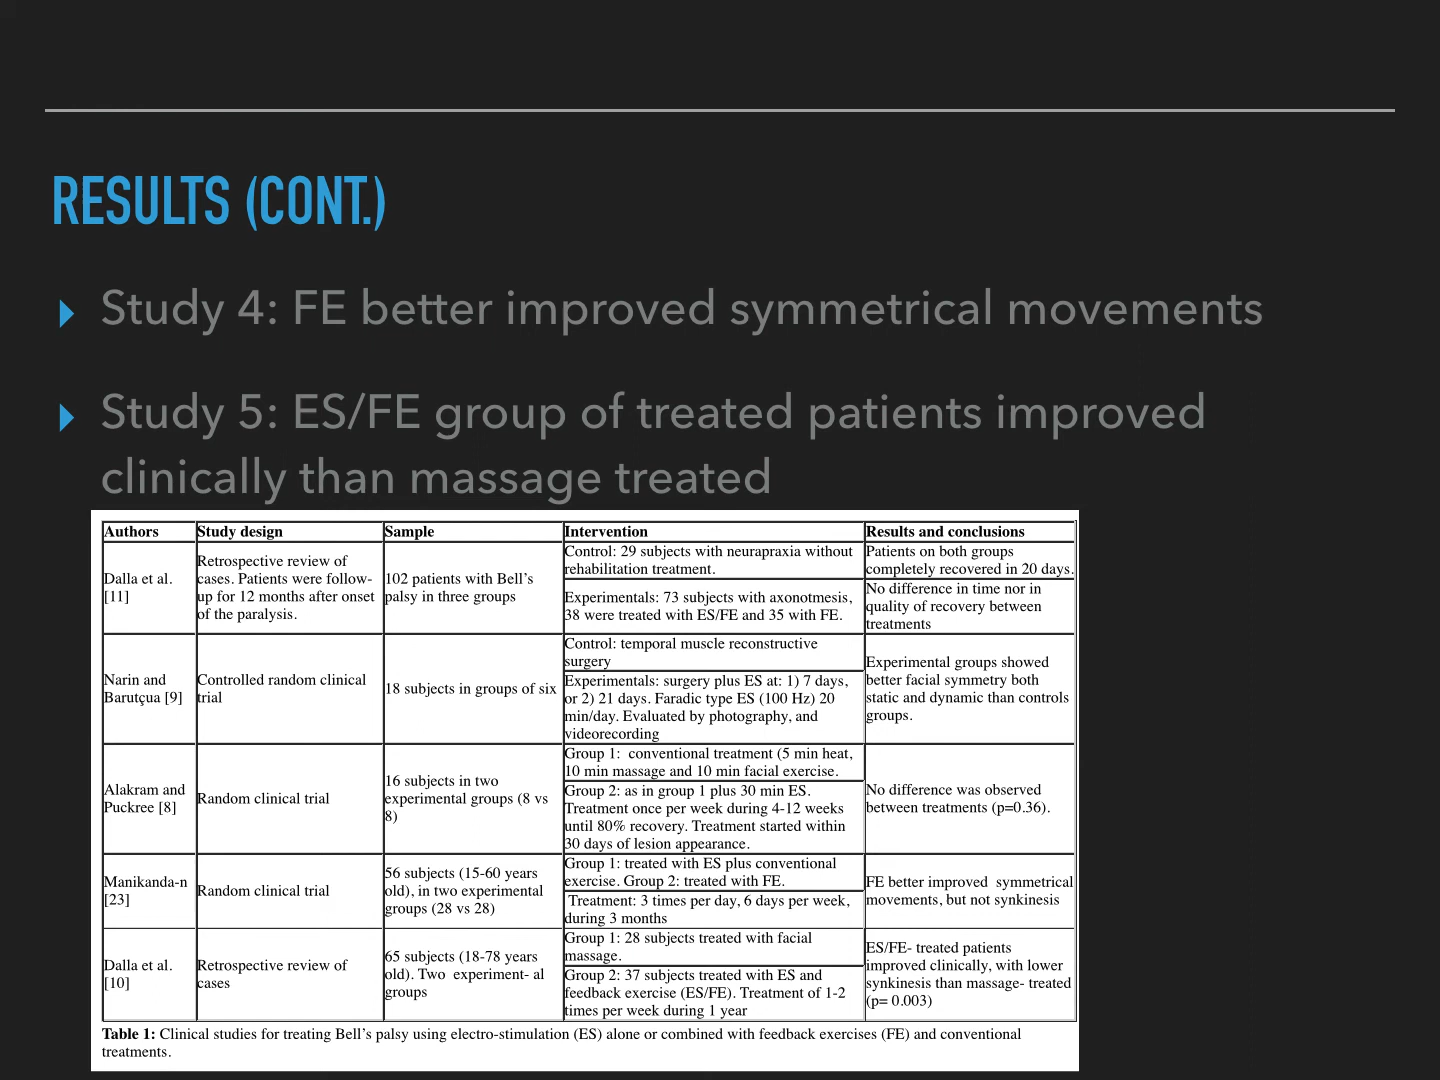 RESULTS (CONT.)
Study 4: FE better improved symmetrical movements
Study 5: ES/FE group of treated patients improved
clinically than massage treated
Authors
Study design
Sample
Intervention
Results and conclusions
Dalla et al.
[11]
Retrospective review of
cases. Patients were follow-
up for 12 months after onset
of the paralysis.
102 patients with Bell’s
palsy in three groups
Control: 29 subjects with neurapraxia without
rehabilitation treatment.
Patients on both groups
completely recovered in 20 days.
Experimentals: 73 subjects with axonotmesis,
38 were treated with ES/FE and 35 with FE.
No difference in time nor in
quality of recovery between
treatments
Narin and
Barutçua [9]
Controlled random clinical
trial
18 subjects in groups of six
Control: temporal muscle reconstructive
surgery
Experimentals: surgery plus ES at: 1) 7 days,
or 2) 21 days. Faradic type ES (100 Hz) 20
min/day. Evaluated by photography, and
videorecording
Experimental groups showed
better facial symmetry both
static and dynamic than controls
groups.
Alakram and
Puckree [8]
Random clinical trial
16 subjects in two
experimental groups (8 vs
8)
Group 1:  conventional treatment (5 min heat,
10 min massage and 10 min facial exercise.
Group 2: as in group 1 plus 30 min ES.
Treatment once per week during 4-12 weeks
until 80% recovery. Treatment started within
30 days of lesion appearance.
No difference was observed
between treatments (p=0.36).
Manikanda-n
[23]
Random clinical trial
56 subjects (15-60 years
old), in two experimental
groups (28 vs 28)
Group 1: treated with ES plus conventional
exercise. Group 2: treated with FE.
Treatment: 3 times per day, 6 days per week,
during 3 months
FE better improved  symmetrical
movements, but not synkinesis
Dalla et al.
[10]
Retrospective review of
cases
65 subjects (18-78 years
old). Two  experiment- al
groups
Group 1: 28 subjects treated with facial
massage.
Group 2: 37 subjects treated with ES and
feedback exercise (ES/FE). Treatment of 1-2
times per week during 1 year
ES/FE- treated patients
improved clinically, with lower
synkinesis than massage- treated
(p= 0.003)
Table 1: Clinical studies for treating Bell’s palsy using electro-stimulation (ES) alone or combined with feedback exercises (FE) and conventional
treatments.